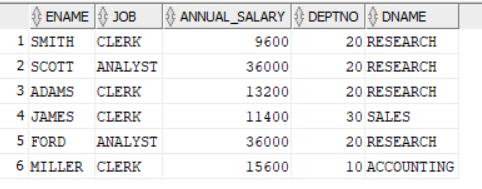 ENAME JOB ANNUAL_SALARY DEPTNO DNAME
1 SMITH CLERK 9600 20 RESEARCH
2 SCOTT ANALYST 36000 20 RESEARCH
3 ADAMS CLERK 13200 20 RESEARCH
4 JAMES CLERK 11400 30 SALES
5 FORD ANALYST 36000 20 RESEARCH
6 MILLER CLERK 15600 10 ACCOUNTING